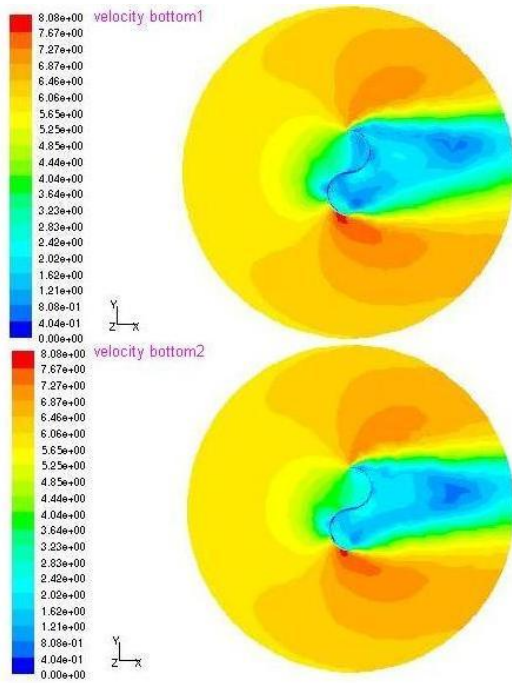 8.08e+00 velocity bottom1
7.67e+00
7.27e+00
6.87e+00
6.46e+00
6.06e+00
5.65e+00
5.25e+00
4.85e+00
4.44e+00
4.04e+00
3.64e+00
3.23e+00
2.83e+00
2.42e+00
2.02e+00
1.62e+00
1.21e+00
8.08e-01
4.04e-01
0.00e+00
Y
Z X
8.08e+00 velocity bottom2
7.67e+00
7.27e+00
6.87e+00
6.46e+00
6.06e+00
5.65e+00
5.25e+00
4.85e+00
4.44e+00
4.04e+00
3.64e+00
3.23e+00
2.83e+00
2.42e+00
2.02e+00
1.62e+00
1.21e+00
8.08e-01
4.04e-01
0.00e+00
Y
Z X